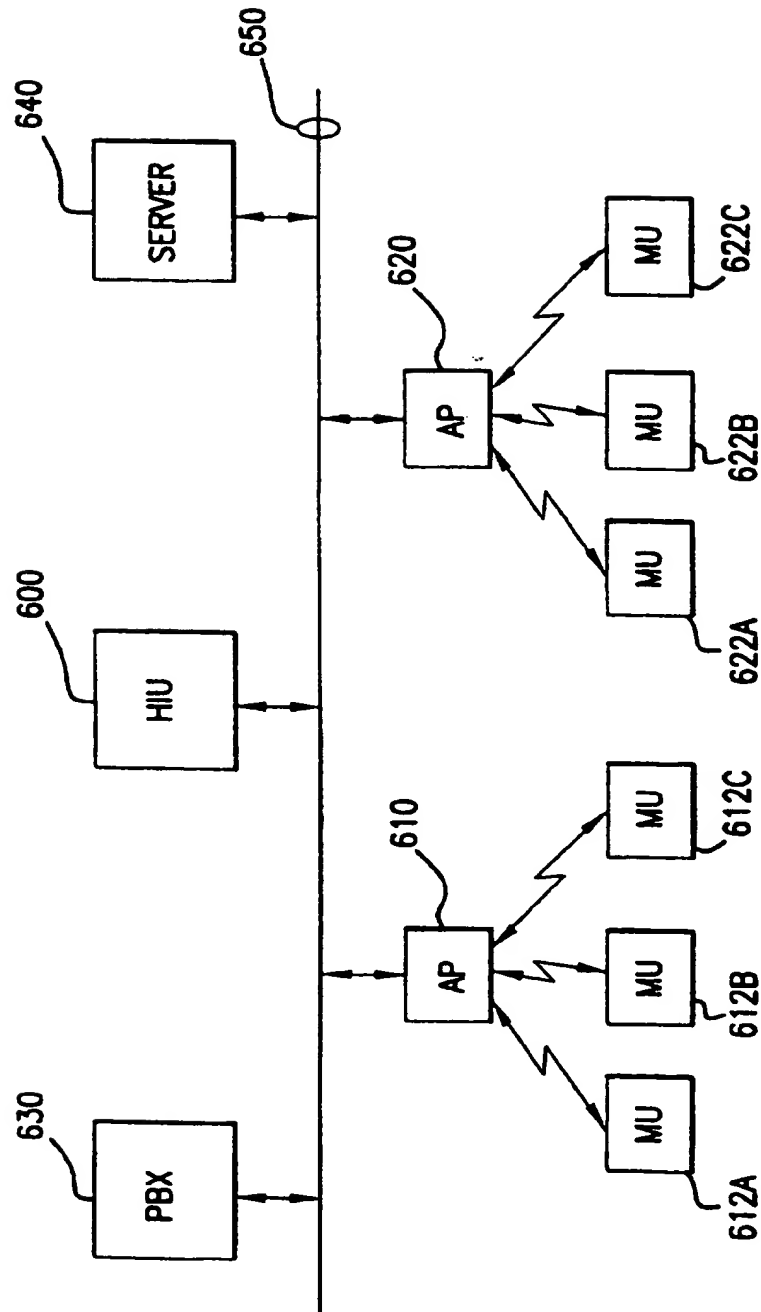 630
600
640
PBX
HIU
SERVER
650
610
620
AP
AP
MU
MU
MU
MU
MU
MU
612A
612B
612C
622A
622B
622C